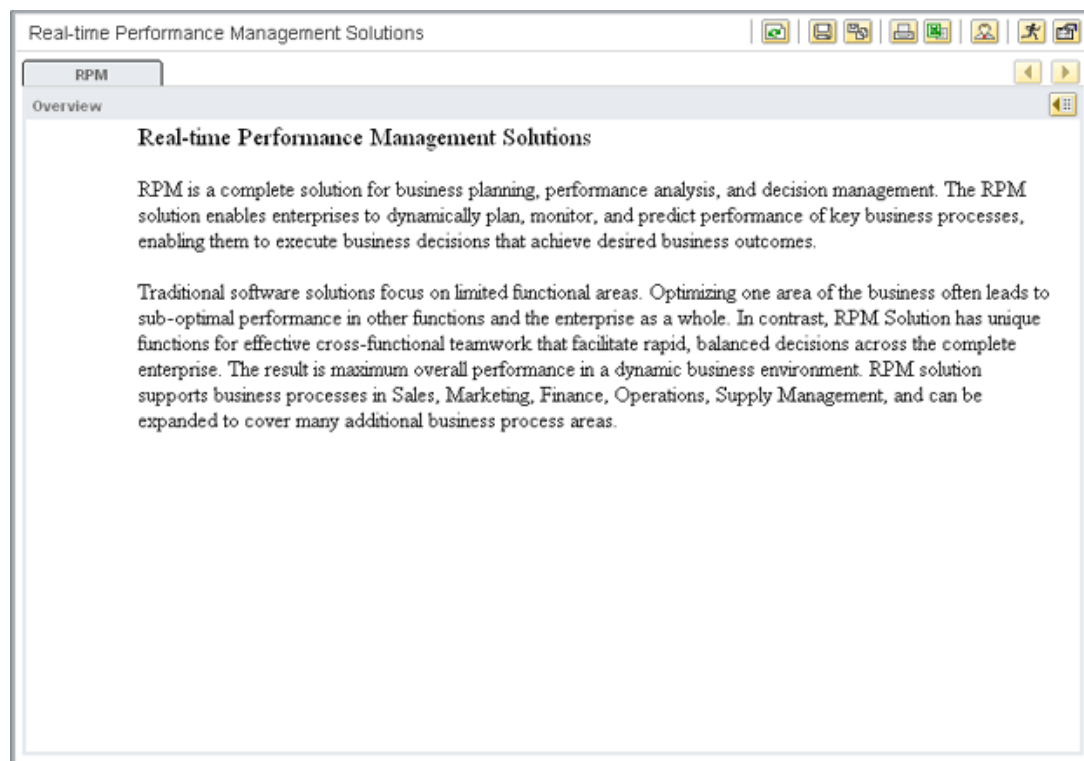 Real-time Performance Management Solutions
RPM
Overview
Real-time Performance Management Solutions
RPM is a complete solution for business planning, performance analysis, and decision management. The RPM
solution enables enterprises to dynamically plan, monitor, and predict performance of key business processes,
enabling them to execute business decisions that achieve desired business outcomes.
Traditional software solutions focus on limited functional areas. Optimizing one area of the business often leads to
sub-optimal performance in other functions and the enterprise as a whole. In contrast, RPM Solution has unique
functions for effective cross-functional teamwork that facilitate rapid, balanced decisions across the complete
enterprise. The result is maximum overall performance in a dynamic business environment. RPM solution
supports business processes in Sales, Marketing, Finance, Operations, Supply Management, and can be
expanded to cover many additional business process areas.